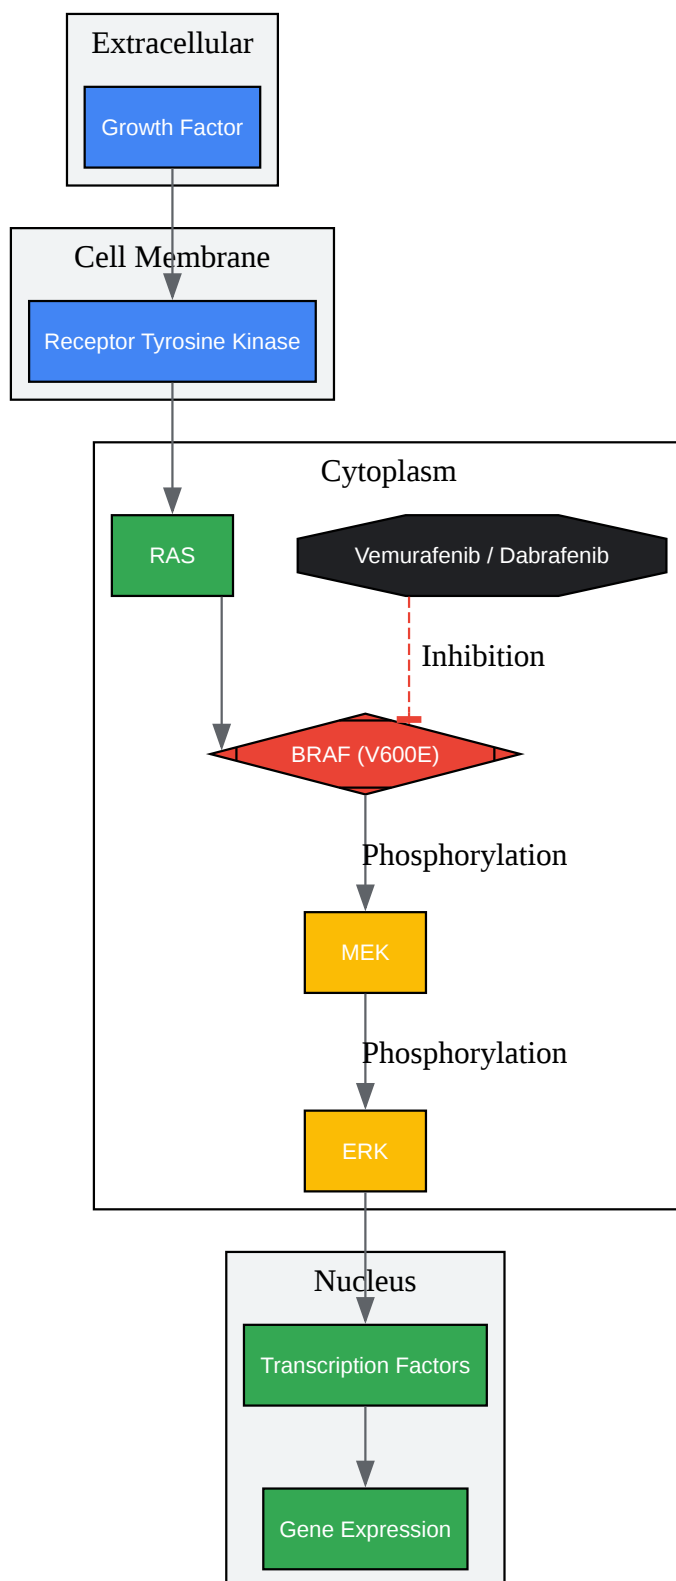 Extracellular
Growth Factor
Cell Membrane
Receptor Tyrosine Kinase
Cytoplasm
RAS
Vemurafenib / Dabrafenib
Inhibition
BRAF (V600E)
Phosphorylation
MEK
Phosphorylation
ERK
Nucleus
Transcription Factors
Gene Expression